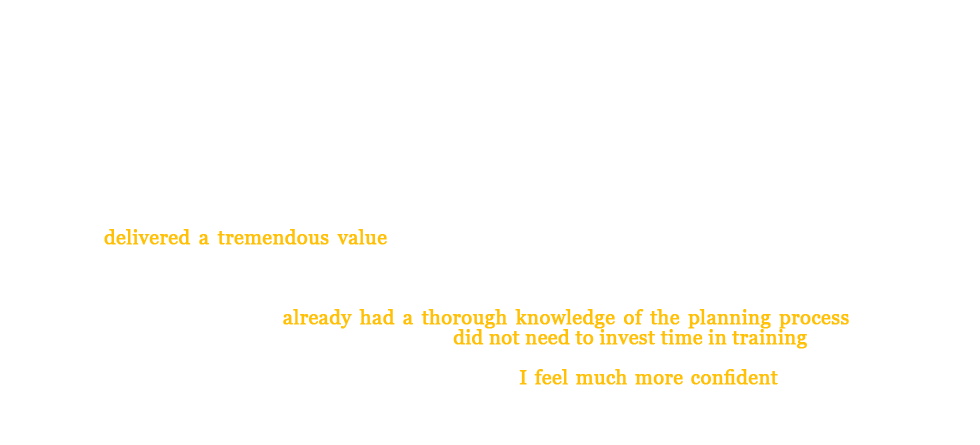 delivered a tremendous value
already had a thorough knowledge of the planning process
did not need to invest time in training
I feel much more confident